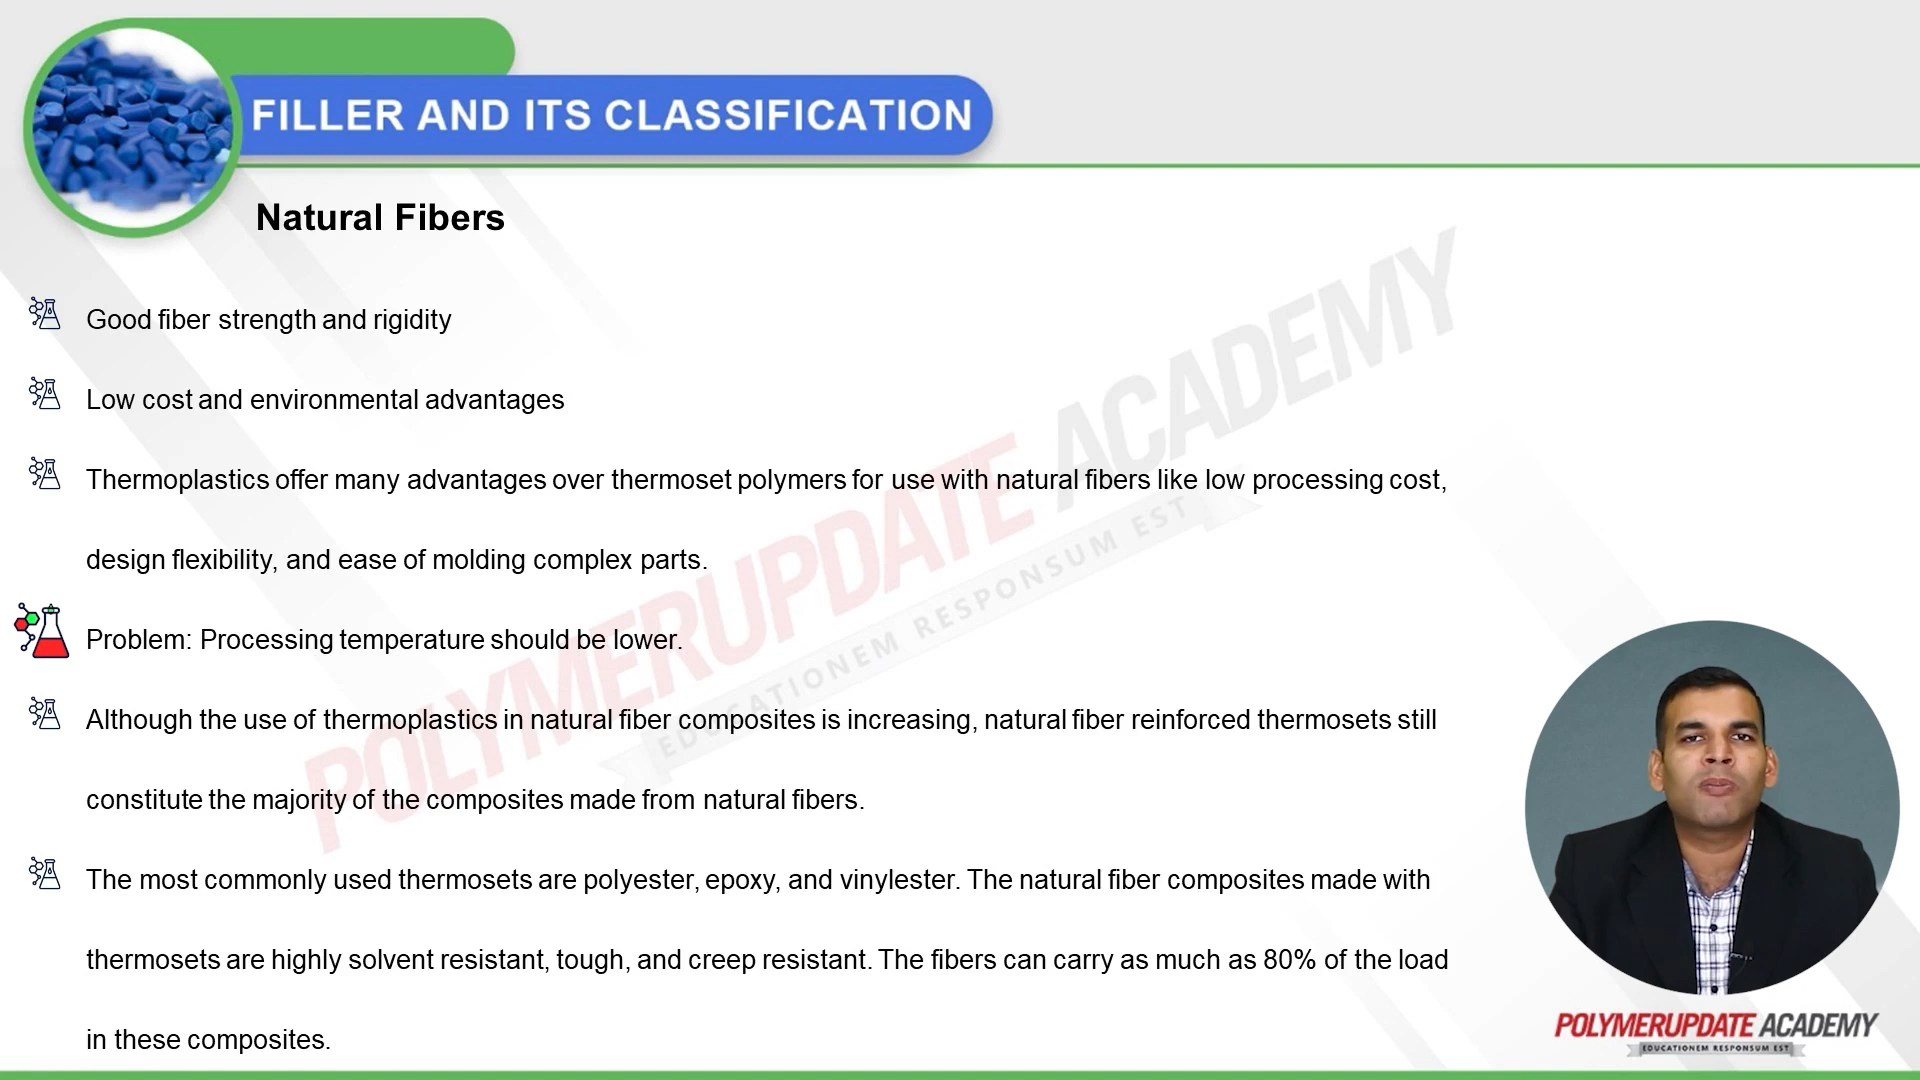 FILLER AND ITS CLASSIFICATION
Natural Fibers
Good fiber strength and rigidity
Low cost and environmental advantages
Thermoplastics offer many advantages over thermoset polymers for use with natural fibers like low processing cost,
design flexibility, and ease of molding complex parts.
Problem: Processing temperature should be lower.
Although the use of thermoplastics in natural fiber composites is increasing, natural fiber reinforced thermosets still
constitute the majority of the composites made from natural fibers.
The most commonly used thermosets are polyester, epoxy, and vinylester. The natural fiber composites made with
thermosets are highly solvent resistant, tough, and creep resistant. The fibers can carry as much as 80% of the load
in these composites.
POLYMERUPDATE ACADEMY
EDUCATIONEM RESPONSUM EST
POLYMERUPDATE ACADEMY
EDUCATIONEM RESPONSUM EST